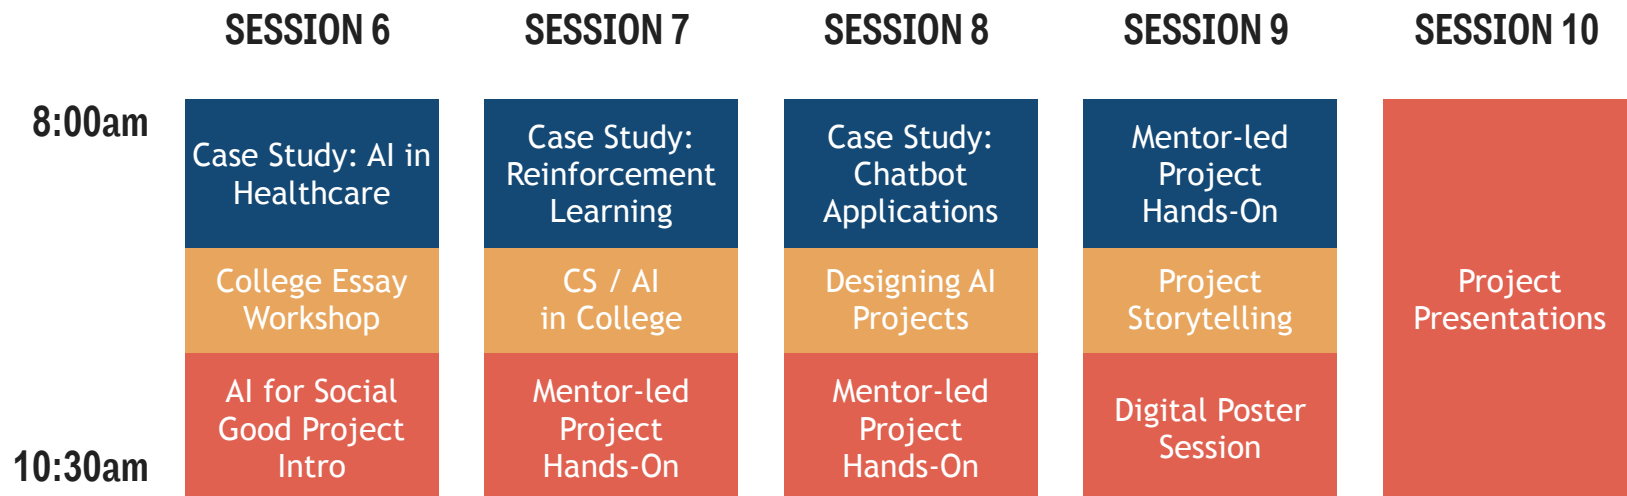 SESSION 6
SESSION 7
SESSION 8
SESSION 9
SESSION 10
8:00am
Case Study: AI in
Healthcare
Case Study:
Reinforcement
Learning
Case Study:
Chatbot
Applications
Mentor-led
Project
Hands-On
College Essay
Workshop
CS / AI
in College
Designing AI
Projects
Project
Storytelling
Project
Presentations
AI for Social
Good Project
Intro
Mentor-led
Project
Hands-On
Mentor-led
Project
Hands-On
Digital Poster
Session
10:30am